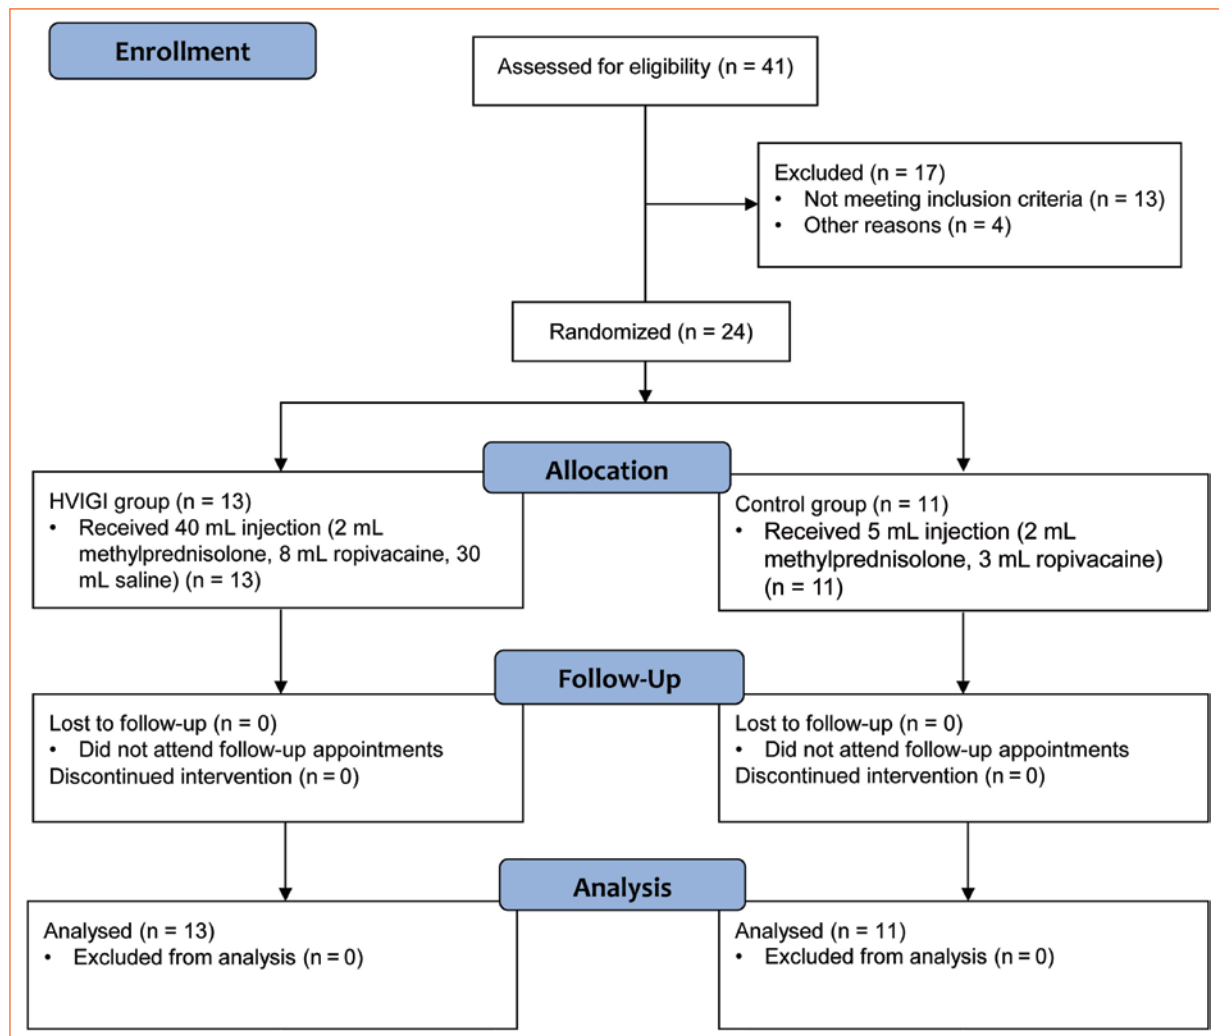 Enrollment
Assessed for eligibility (n = 41)
Excluded (n = 17)
• Not meeting inclusion criteria (n = 13)
• Other reasons (n = 4)
Randomized (n = 24)
Allocation
HVIGI group (n = 13)
• Received 40 mL injection (2 mL
methylprednisolone, 8 mL ropivacaine, 30
mL saline) (n = 13)
Control group (n = 11)
• Received 5 mL injection (2 mL
methylprednisolone, 3 mL ropivacaine)
(n = 11)
Follow-Up
Lost to follow-up (n = 0)
• Did not attend follow-up appointments
Discontinued intervention (n = 0)
Lost to follow-up (n = 0)
• Did not attend follow-up appointments
Discontinued intervention (n = 0)
Analysis
Analysed (n = 13)
• Excluded from analysis (n = 0)
Analysed (n = 11)
• Excluded from analysis (n = 0)